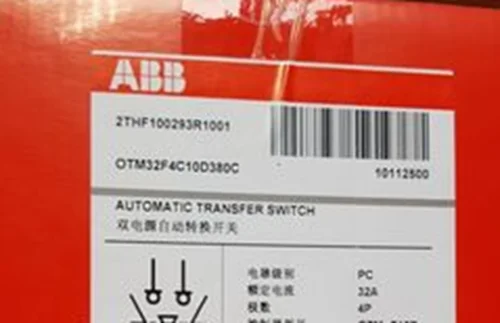 ABB
2THF100293R1001
OTM32F4C10D380C
10112500
AUTOMATIC TRANSFER SWITCH
双电源自动转换开关
电器级别 PC
额定电流 32A
极数 4P